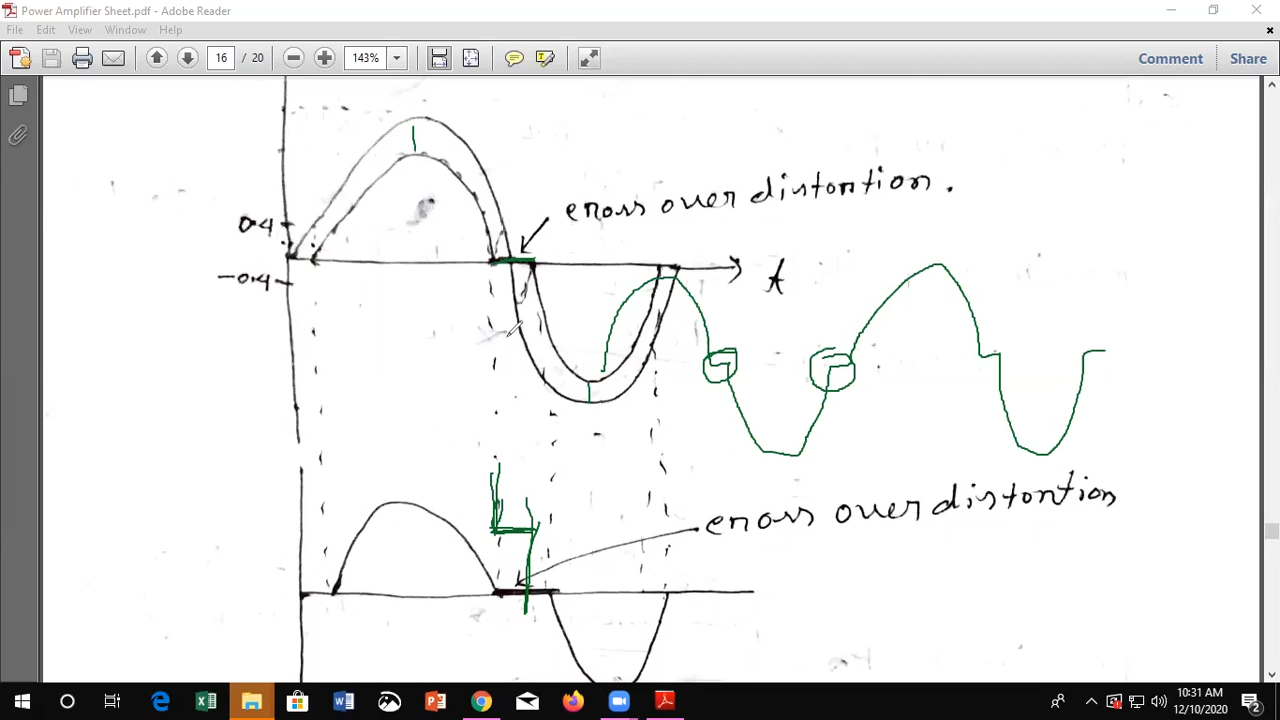 Power Amplifier Sheet.pdf - Adobe Reader
File Edit View Window Help
16 / 20 143% Comment Share
cross over distortion.
0.4
-0.4
t
cross over distortion
10:31 AM
12/10/2020
2